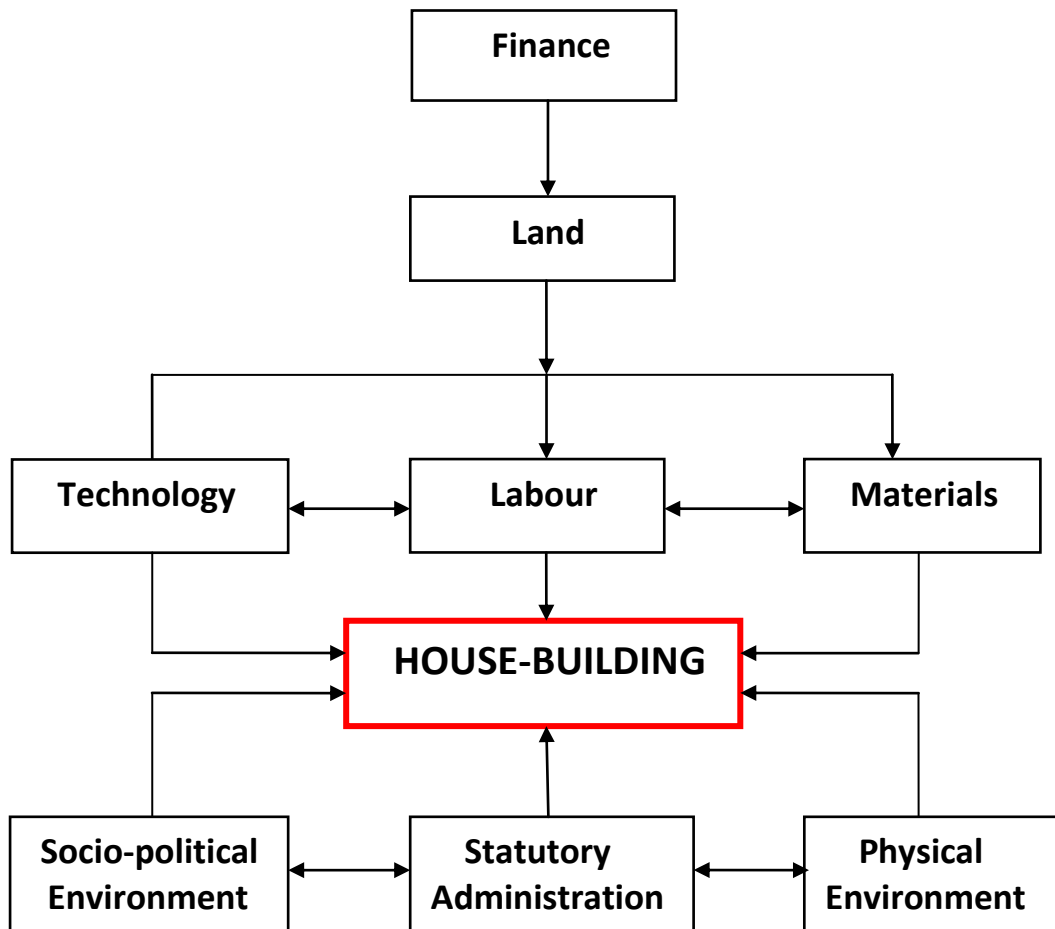 Finance
Land
Technology
Labour
Materials
HOUSE-BUILDING
Socio-political
Environment
Statutory
Administration
Physical
Environment